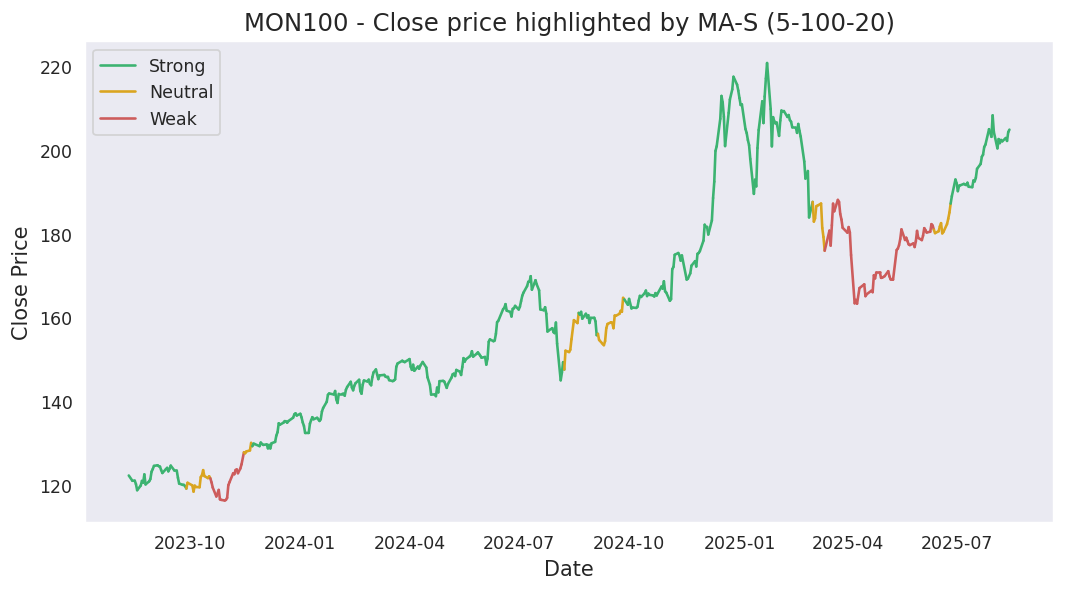 MON100 - Close price highlighted by MA-S (5-100-20)
Strong
Neutral
Weak
Close Price
220
200
180
160
140
120
2023-10 2024-01 2024-04 2024-07 2024-10 2025-01 2025-04 2025-07
Date